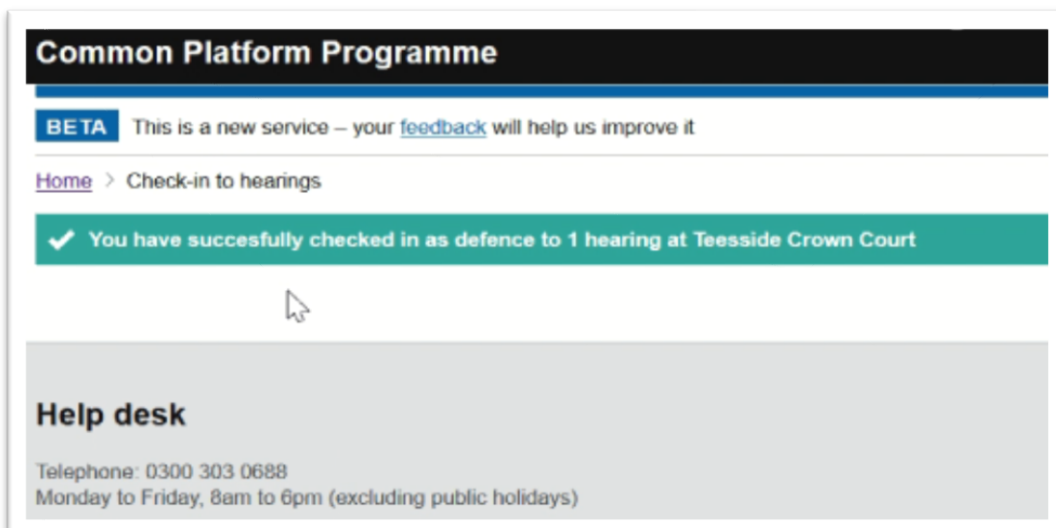 Common Platform Programme
BETA This is a new service – your feedback will help us improve it
Home > Check-in to hearings
You have succesfully checked in as defence to 1 hearing at Teesside Crown Court
Help desk
Telephone: 0300 303 0688
Monday to Friday, 8am to 6pm (excluding public holidays)